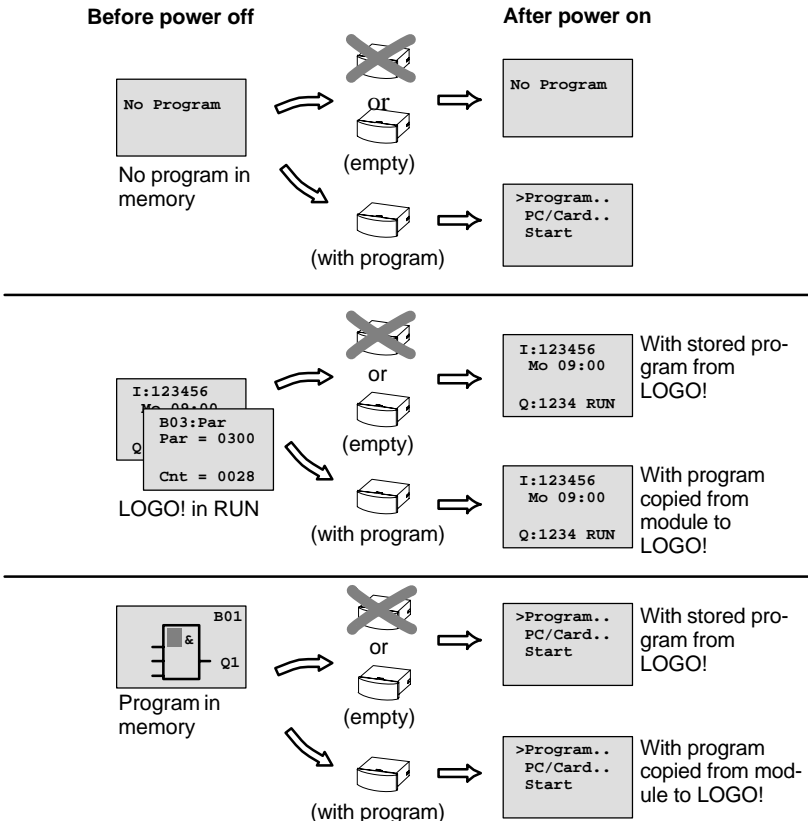 Before power off
After power on
No Program
No program in
memory
or
(empty)
No Program
(with program)
>Program..
PC/Card..
Start
I:123456
Mo 09:00
Q
B03:Par
Par = 0300
Cnt = 0028
LOGO! in RUN
or
(empty)
I:123456
Mo 09:00
Q:1234 RUN
With stored pro-
gram from
LOGO!
(with program)
I:123456
Mo 09:00
Q:1234 RUN
With program
copied from
module to
LOGO!
B01
&
Q1
Program in
memory
or
(empty)
>Program..
PC/Card..
Start
With stored pro-
gram from
LOGO!
(with program)
>Program..
PC/Card..
Start
With program
copied from mod-
ule to LOGO!